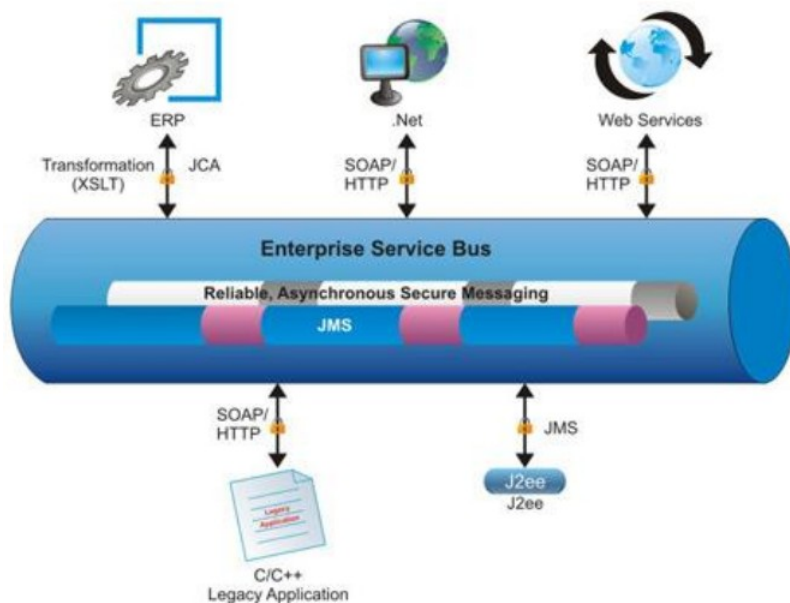 ERP
.Net
Web Services
Transformation
(XSLT)
JCA
SOAP/
HTTP
SOAP/
HTTP
Enterprise Service Bus
Reliable, Asynchronous Secure Messaging
JMS
SOAP/
HTTP
JMS
Legacy
Application
J2ee
J2ee
C/C++
Legacy Application